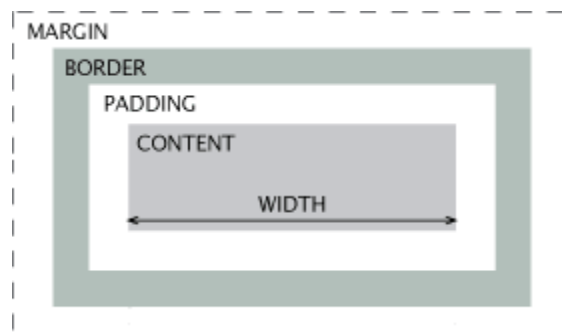 MARGIN
BORDER
PADDING
CONTENT
WIDTH